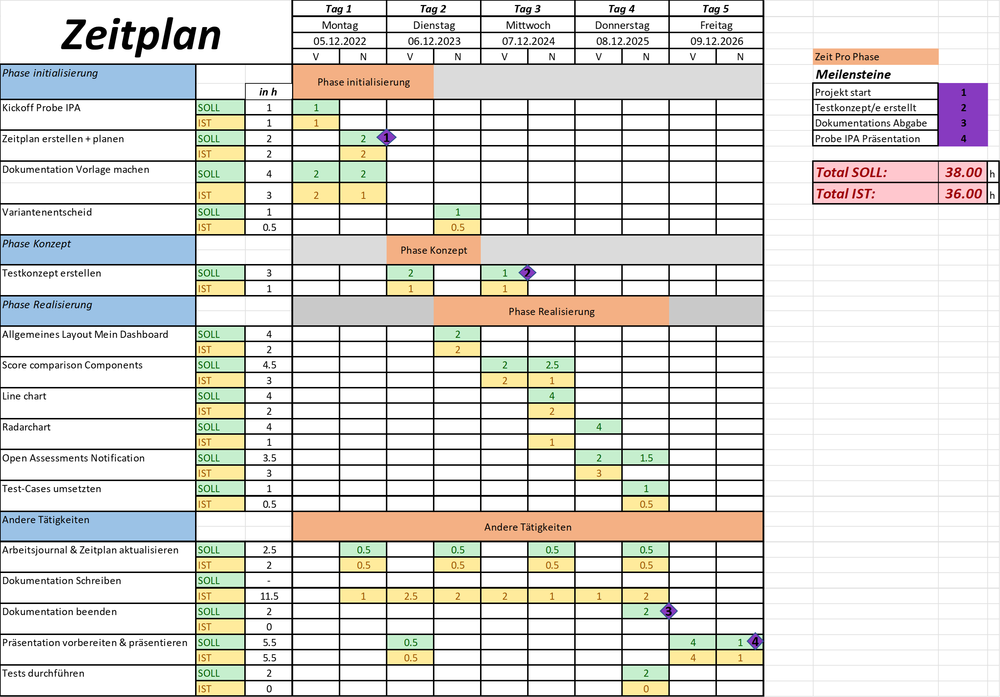 Zeitplan
Tag 1 Tag 2 Tag 3 Tag 4 Tag 5
Montag Dienstag Mittwoch Donnerstag Freitag
05.12.2022 06.12.2023 07.12.2024 08.12.2025 09.12.2026
V N V N V N V N V N
Zeit Pro Phase
Phase initialisierung
Phase initialisierung
in h
Meilensteine
Projekt start 1
Testkonzept/e erstellt 2
Dokumentations Abgabe 3
Probe IPA Präsentation 4
Total SOLL: 38.00 h
Total IST: 36.00 h
Kickoff Probe IPA SOLL 1 1
IST 1 1
Zeitplan erstellen + planen SOLL 2 2 1
IST 2 2
Dokumentation Vorlage machen SOLL 4 2 2
IST 3 2 1
Variantenentscheid SOLL 1 1
IST 0.5 0.5
Phase Konzept
Phase Konzept
Testkonzept erstellen SOLL 3 2 1 2
IST 1 1 1
Phase Realisierung
Phase Realisierung
Allgemeines Layout Mein Dashboard SOLL 4 2
IST 2 2
Score comparison Components SOLL 4.5 2 2.5
IST 3 2 1
Line chart SOLL 4 4
IST 2 2
Radarchart SOLL 4 4
IST 1 1
Open Assessments Notification SOLL 3.5 2 1.5
IST 3 3
Test-Cases umsetzten SOLL 1 1
IST 0.5 0.5
Andere Tätigkeiten
Andere Tätigkeiten
Arbeitsjournal & Zeitplan aktualisieren SOLL 2.5 0.5 0.5 0.5 0.5
IST 2 0.5 0.5 0.5 0.5
Dokumentation Schreiben SOLL -
IST 11.5 1 2.5 2 2 1 1 2
Dokumentation beenden SOLL 2 2 3
IST 0
Präsentation vorbereiten & präsentieren SOLL 5.5 0.5 4 1 4
IST 5.5 0.5 4 1
Tests durchführen SOLL 2 2
IST 0 0